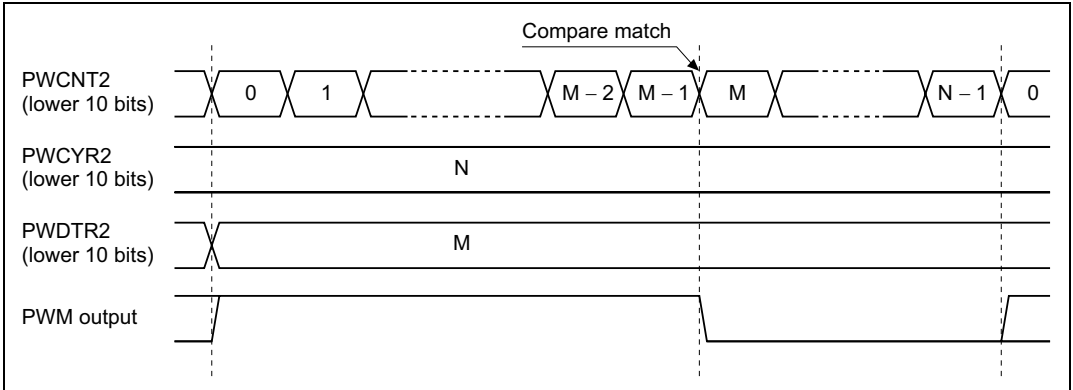 Compare match
PWCNT2
(lower 10 bits)
0 1 M – 2 M – 1 M N – 1 0
PWCYR2
(lower 10 bits)
N
PWDTR2
(lower 10 bits)
M
PWM output